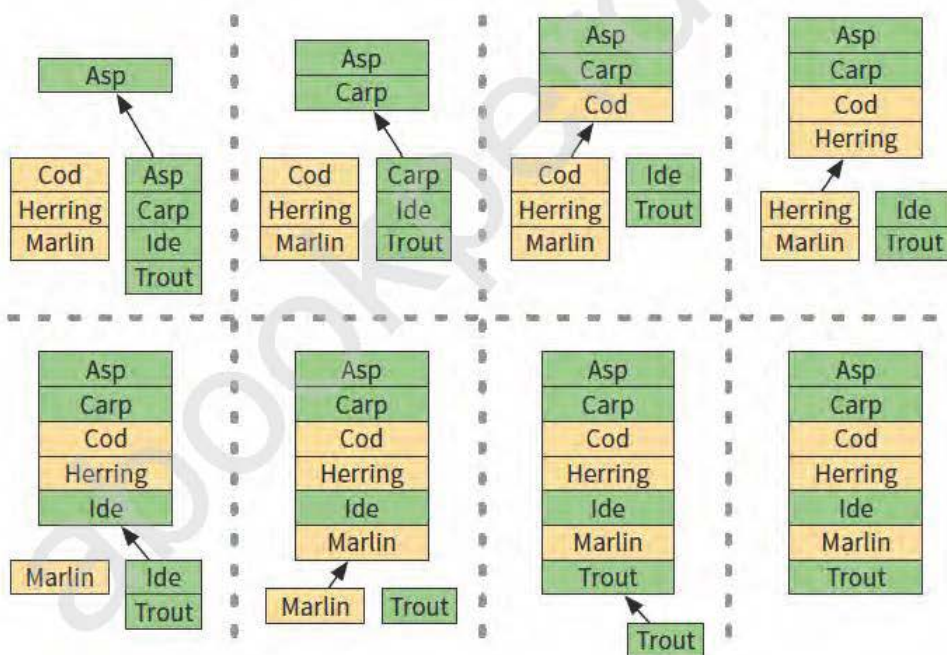 Asp
Cod
Herring
Marlin
Asp
Carp
Ide
Trout
Asp
Carp
Cod
Herring
Marlin
Carp
Ide
Trout
Asp
Carp
Cod
Cod
Herring
Marlin
Ide
Trout
Asp
Carp
Cod
Herring
Herring
Marlin
Ide
Trout
Asp
Carp
Cod
Herring
Ide
Marlin
Ide
Trout
Asp
Carp
Cod
Herring
Ide
Marlin
Marlin
Trout
Asp
Carp
Cod
Herring
Ide
Marlin
Trout
Trout
Asp
Carp
Cod
Herring
Ide
Marlin
Trout